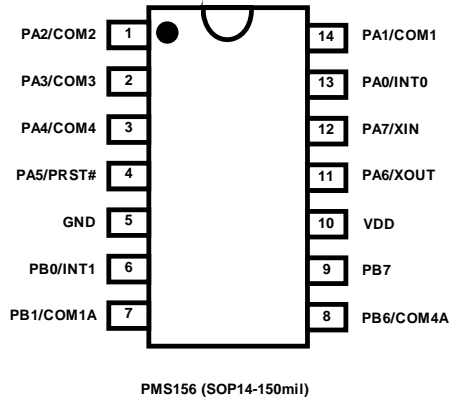 PA2/COM2 1 14 PA1/COM1
PA3/COM3 2 13 PA0/INT0
PA4/COM4 3 12 PA7/XIN
PA5/PRST# 4 11 PA6/XOUT
GND 5 10 VDD
PB0/INT1 6 9 PB7
PB1/COM1A 7 8 PB6/COM4A
PMS156 (SOP14-150mil)